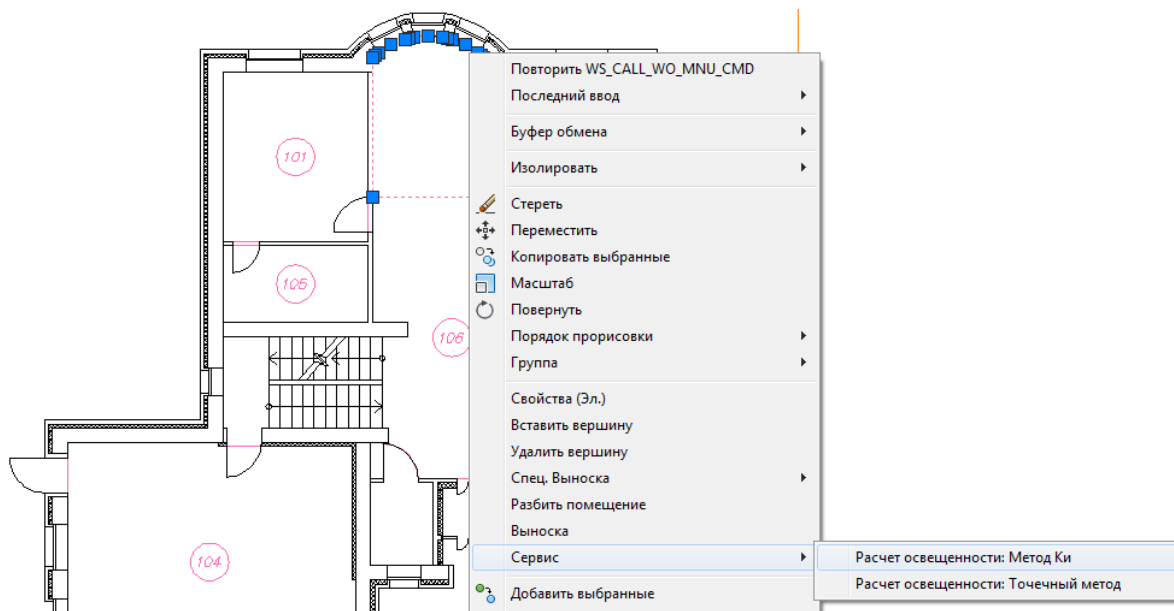 Повторить WS_CALL_WO_MNU_CMD
Последний ввод
Буфер обмена
Изолировать
Стереть
Переместить
Копировать выбранные
Масштаб
Повернуть
Порядок прорисовки
Группа
Свойства (Эл.)
Вставить вершину
Удалить вершину
Спец. Выноска
Разбить помещение
Выноска
Сервис
Добавить выбранные
Расчет освещенности: Метод Ки
Расчет освещенности: Точечный метод
101
105
106
104